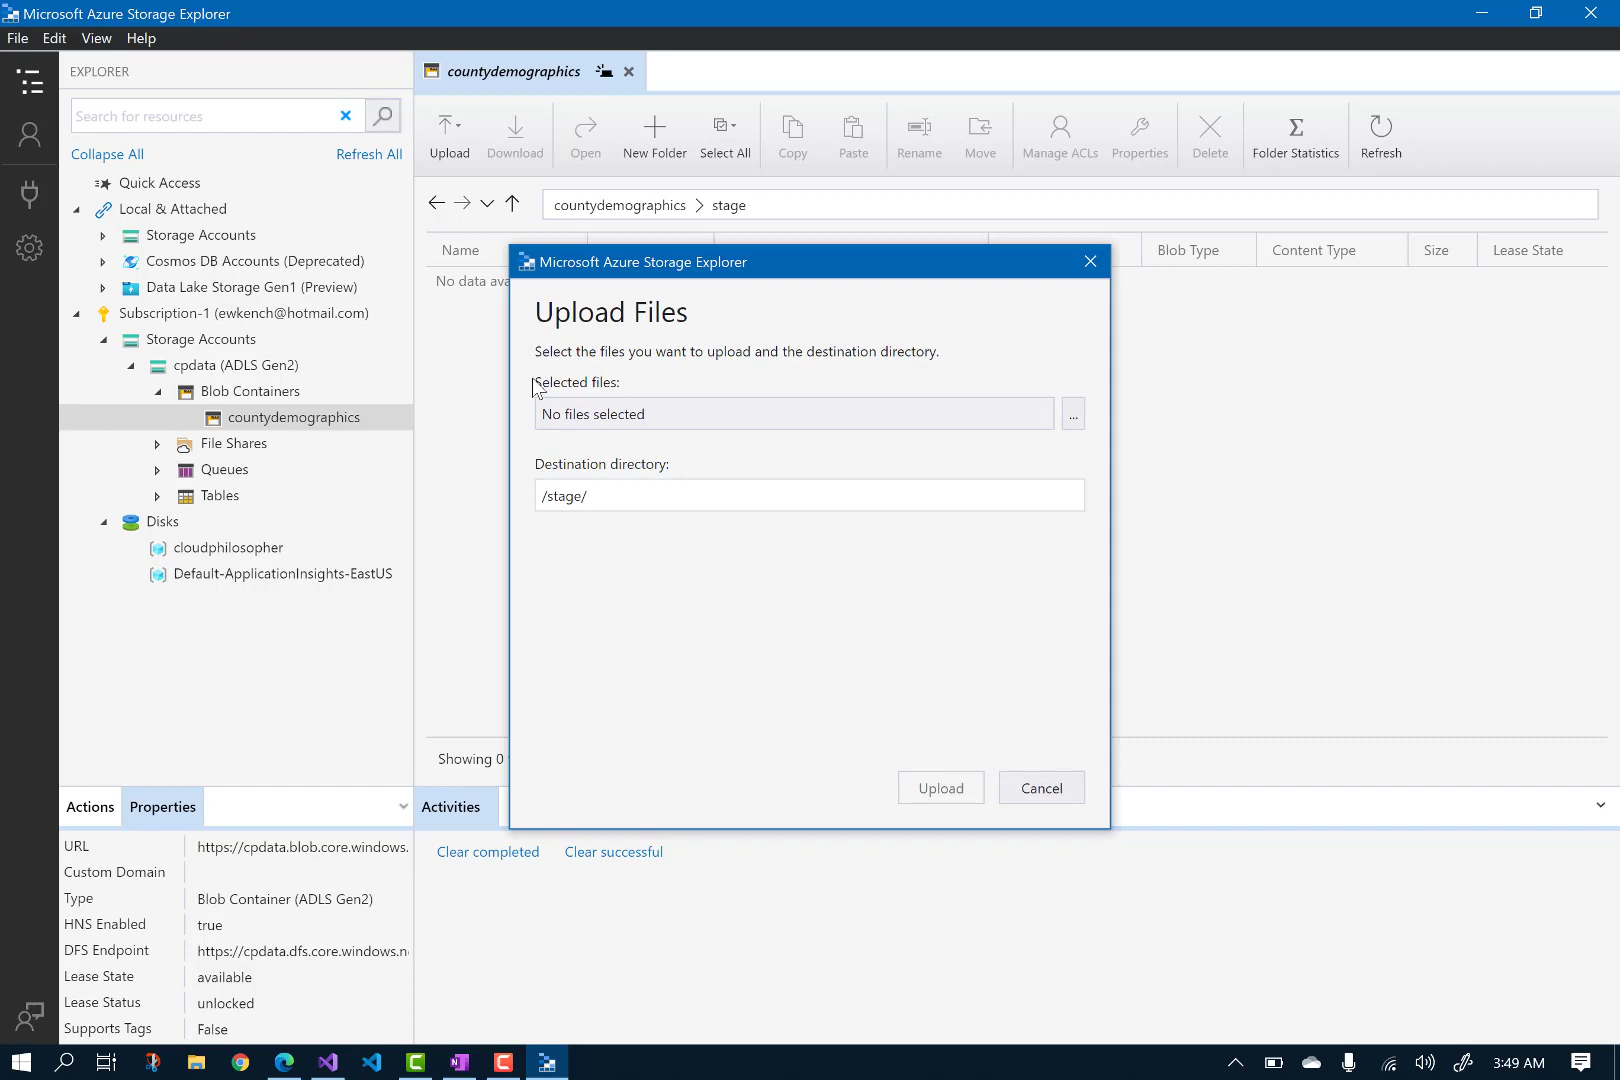 Microsoft Azure Storage Explorer
File Edit View Help
EXPLORER
Search for resources
Collapse All Refresh All
Quick Access
Local & Attached
Storage Accounts
Cosmos DB Accounts (Deprecated)
Data Lake Storage Gen1 (Preview)
Subscription-1 (ewkench@hotmail.com)
Storage Accounts
cpdata (ADLS Gen2)
Blob Containers
countydemographics
File Shares
Queues
Tables
Disks
cloudphilosopher
Default-ApplicationInsights-EastUS
countydemographics
Upload Download Open New Folder Select All Copy Paste Rename Move Manage ACLs Properties Delete Folder Statistics Refresh
countydemographics > stage
Name Blob Type Content Type Size Lease State
No data ava
Microsoft Azure Storage Explorer
Upload Files
Select the files you want to upload and the destination directory.
Selected files:
No files selected
...
Destination directory:
/stage/
Upload Cancel
Showing 0
Actions Properties
URL https://cpdata.blob.core.windows.
Custom Domain
Type Blob Container (ADLS Gen2)
HNS Enabled true
DFS Endpoint https://cpdata.dfs.core.windows.n
Lease State available
Lease Status unlocked
Supports Tags False
Activities
Clear completed Clear successful
3:49 AM